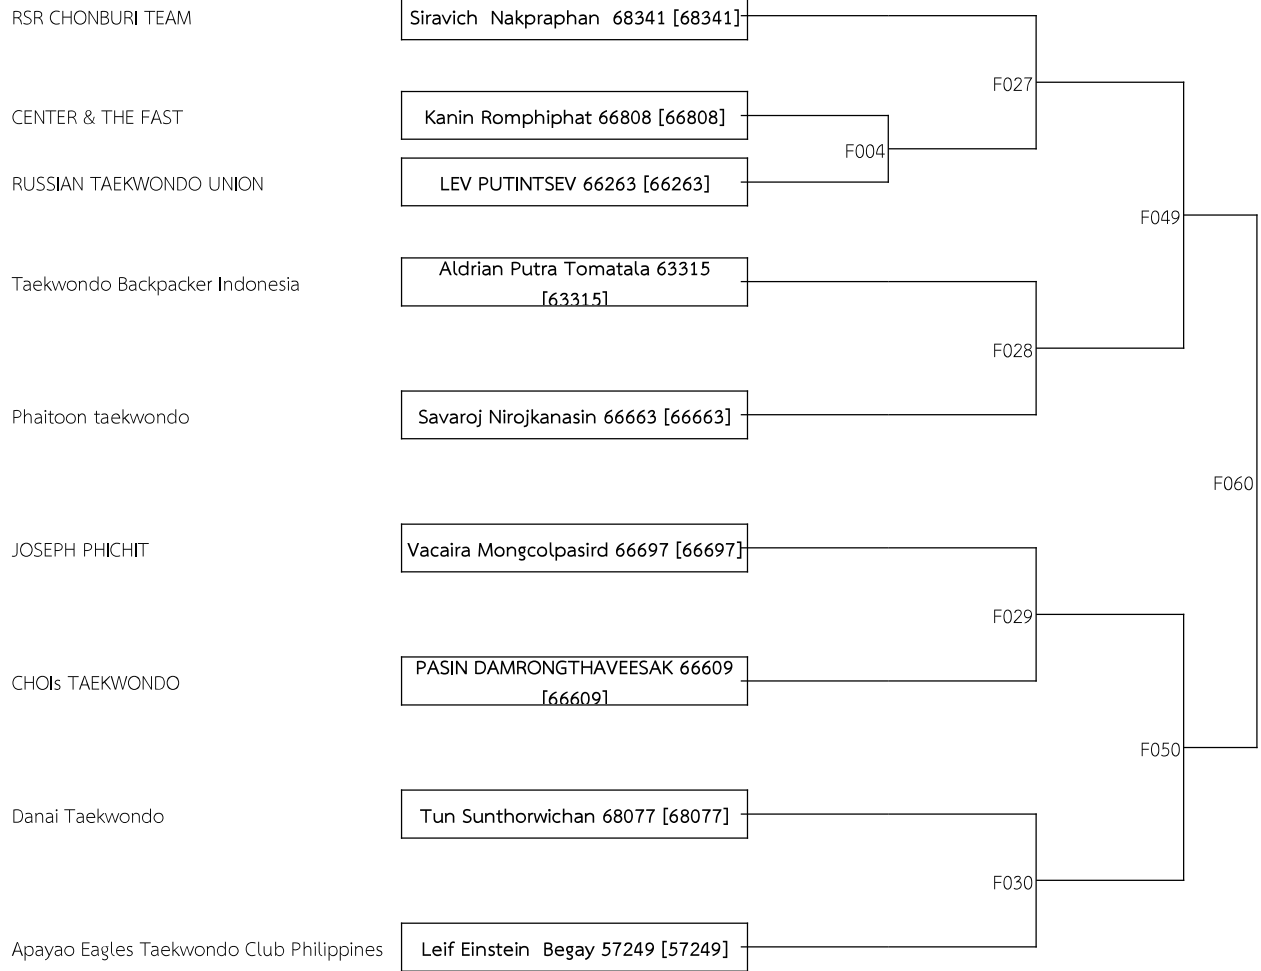 RSR CHONBURI TEAM
Siravich  Nakpraphan  68341 [68341]
F027
CENTER & THE FAST
Kanin Romphiphat 66808 [66808]
F004
RUSSIAN TAEKWONDO UNION
LEV PUTINTSEV 66263 [66263]
F049
Taekwondo Backpacker Indonesia
Aldrian Putra Tomatala 63315
[63315]
F028
Phaitoon taekwondo
Savaroj Nirojkanasin 66663 [66663]
F060
JOSEPH PHICHIT
Vacaira Mongcolpasird 66697 [66697]
F029
CHOIs TAEKWONDO
PASIN DAMRONGTHAVEESAK 66609
[66609]
F050
Danai Taekwondo
Tun Sunthorwichan 68077 [68077]
F030
Apayao Eagles Taekwondo Club Philippines
Leif Einstein  Begay 57249 [57249]